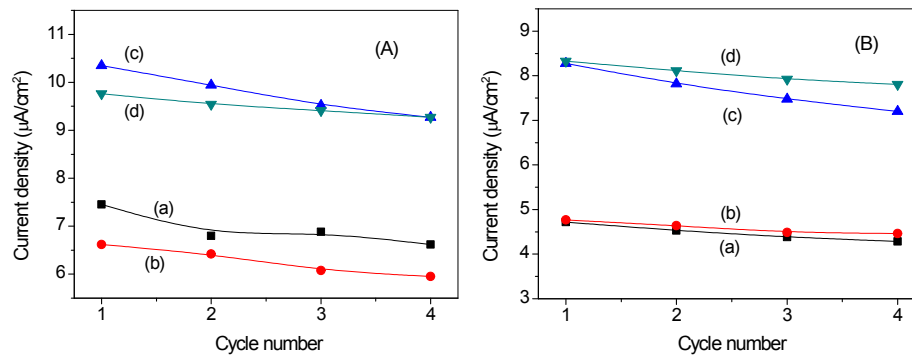 (A)
(c)
(d)
(a)
(b)
11
10
9
8
7
6
1 2 3 4
Current density (μA/cm²)
Cycle number
(B)
(d)
(c)
(b)
(a)
9
8
7
6
5
4
3
1 2 3 4
Current density (μA/cm²)
Cycle number